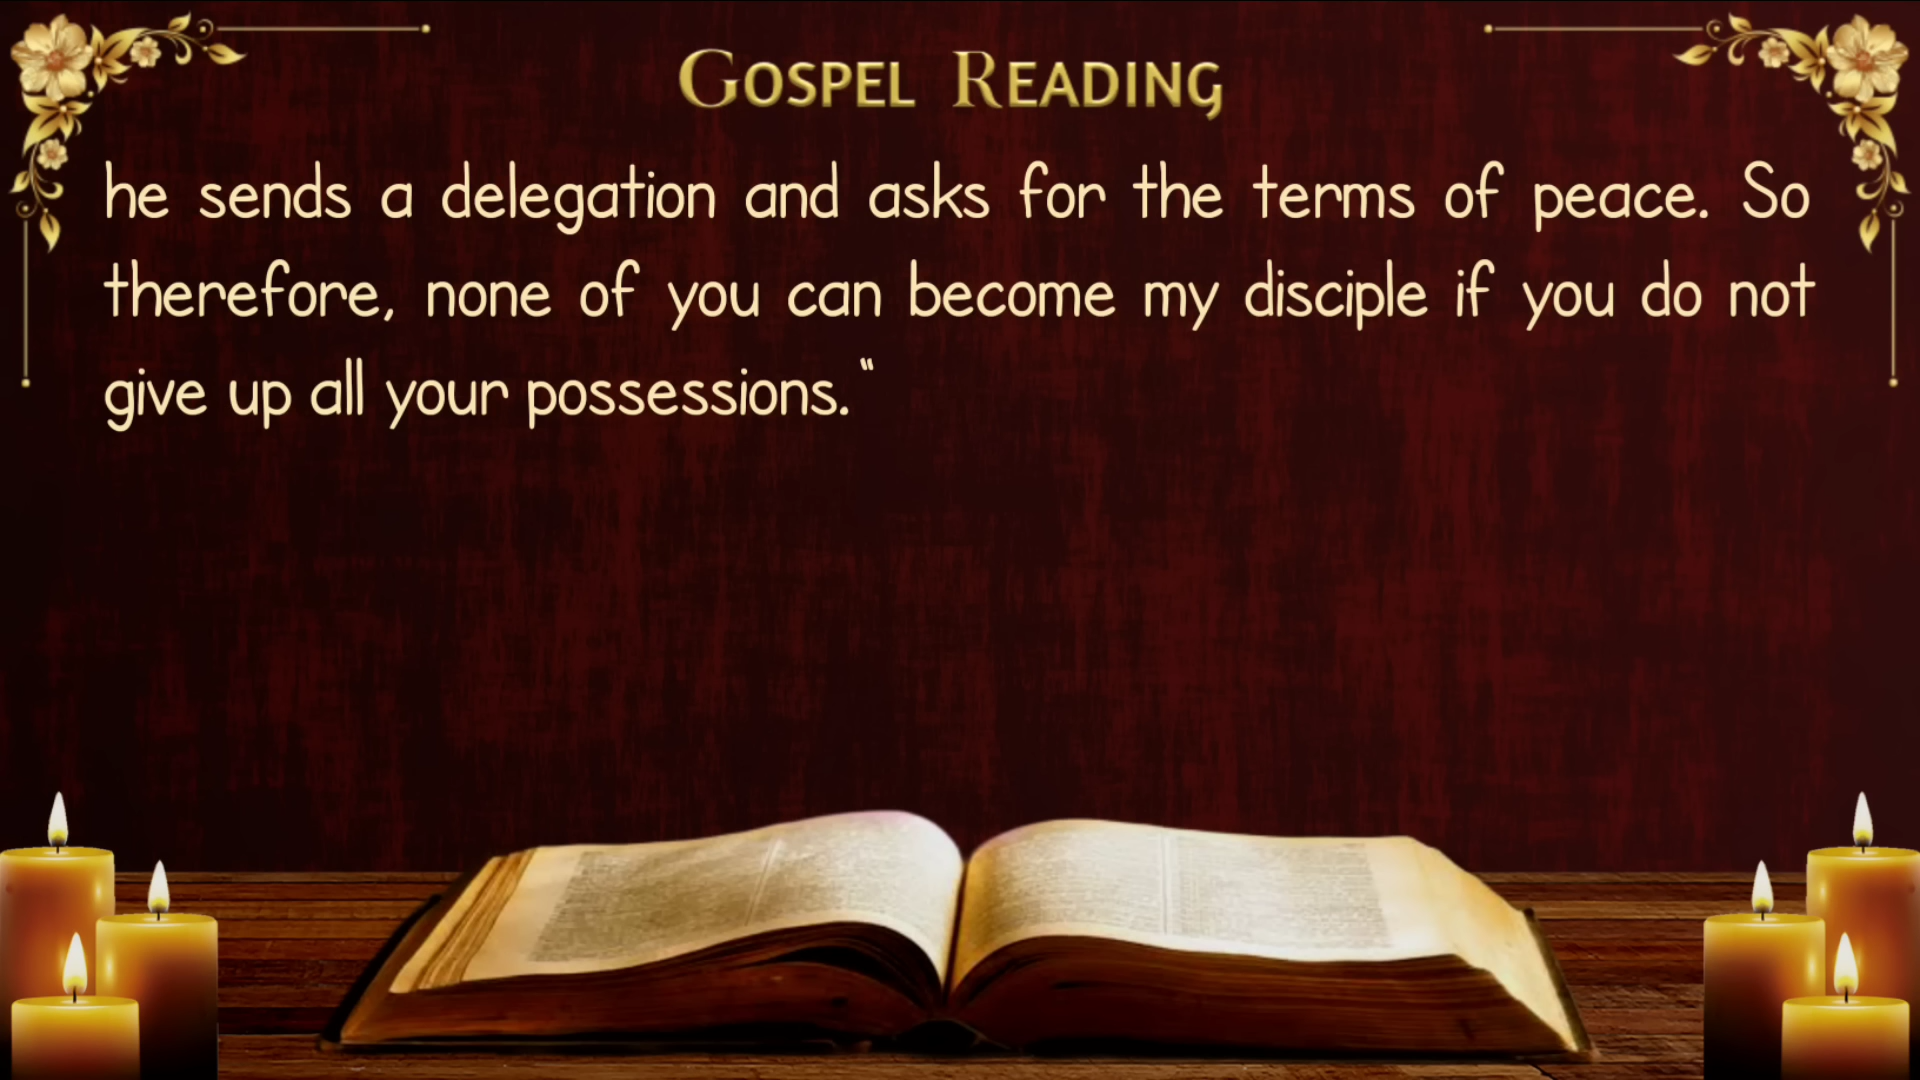 Gospel Reading
he sends a delegation and asks for the terms of peace. So
therefore, none of you can become my disciple if you do not
give up all your possessions.“